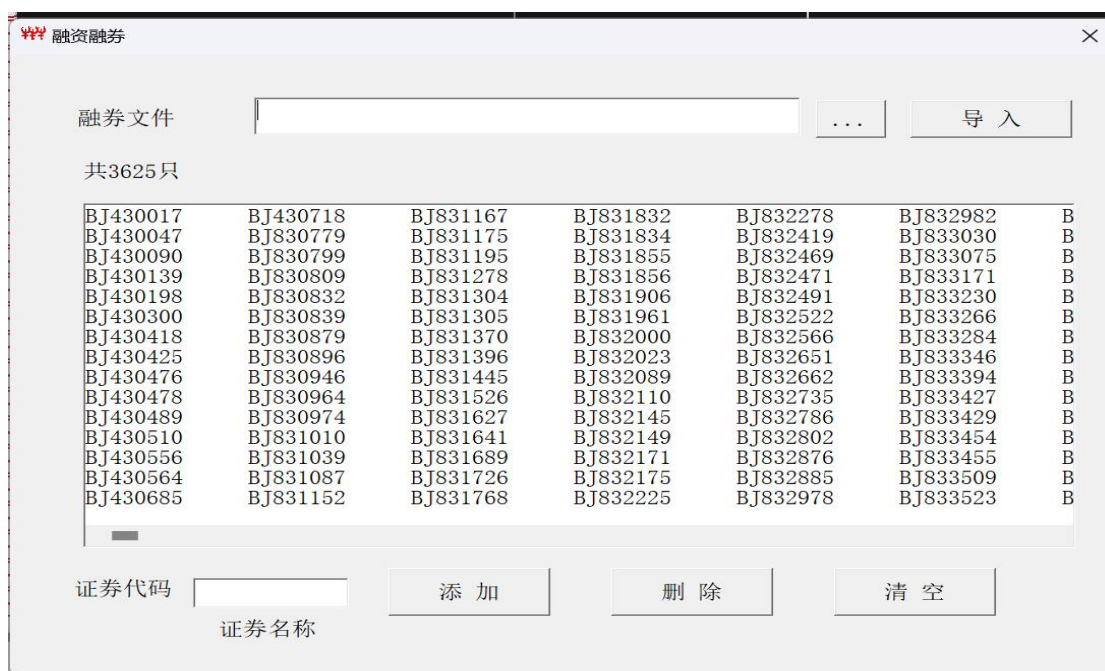 融资融券
融券文件 ... 导 入
共3625只
BJ430017 BJ430718 BJ831167 BJ831832 BJ832278 BJ832982 B
BJ430047 BJ830779 BJ831175 BJ831834 BJ832419 BJ833030 B
BJ430090 BJ830799 BJ831195 BJ831855 BJ832469 BJ833075 B
BJ430139 BJ830809 BJ831278 BJ831856 BJ832471 BJ833171 B
BJ430198 BJ830832 BJ831304 BJ831906 BJ832491 BJ833230 B
BJ430300 BJ830839 BJ831305 BJ831961 BJ832522 BJ833266 B
BJ430418 BJ830879 BJ831370 BJ832000 BJ832566 BJ833284 B
BJ430425 BJ830896 BJ831396 BJ832023 BJ832651 BJ833346 B
BJ430476 BJ830946 BJ831445 BJ832089 BJ832662 BJ833394 B
BJ430478 BJ830964 BJ831526 BJ832110 BJ832735 BJ833427 B
BJ430489 BJ830974 BJ831627 BJ832145 BJ832786 BJ833429 B
BJ430510 BJ831010 BJ831641 BJ832149 BJ832802 BJ833454 B
BJ430556 BJ831039 BJ831689 BJ832171 BJ832876 BJ833455 B
BJ430564 BJ831087 BJ831726 BJ832175 BJ832885 BJ833509 B
BJ430685 BJ831152 BJ831768 BJ832225 BJ832978 BJ833523 B
证券代码 添 加 删 除 清 空
证券名称